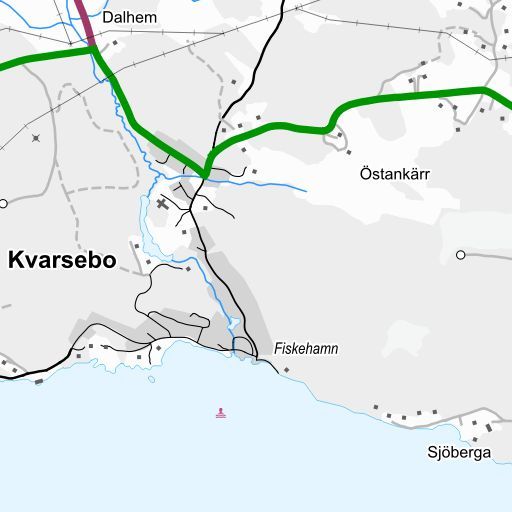 Dalhem
Östankärr
Kvarsebo
Fiskehamn
Sjöberga